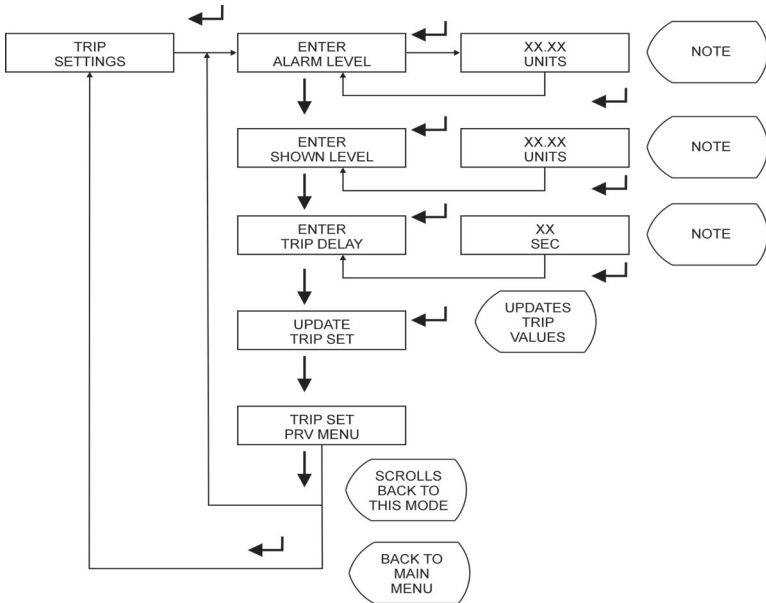 TRIP
SETTINGS
ENTER
ALARM LEVEL
XX.XX
UNITS
NOTE
ENTER
SHOWN LEVEL
XX.XX
UNITS
NOTE
ENTER
TRIP DELAY
XX
SEC
NOTE
UPDATE
TRIP SET
UPDATES
TRIP
VALUES
TRIP SET
PRV MENU
SCROLLS
BACK TO
THIS MODE
BACK TO
MAIN
MENU